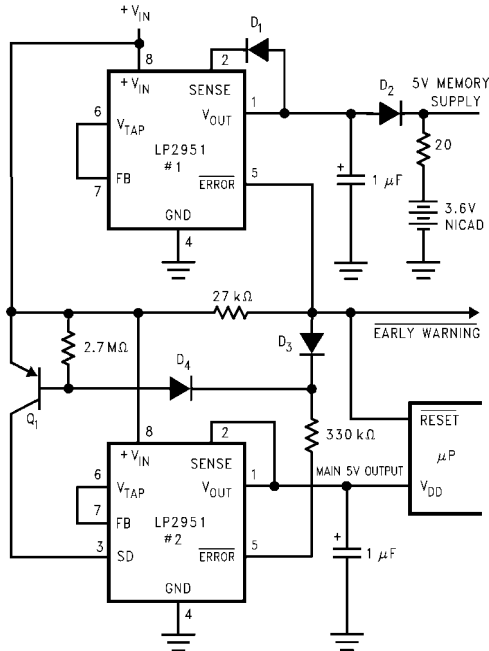 + VIN
D1
8
2
+ VIN
SENSE
D2
5V MEMORY
SUPPLY
6
VTAP
VOUT
1
LP2951
#1
20
7
FB
ERROR
5
+
1 μF
3.6V
NICAD
GND
4
27 kΩ
EARLY WARNING
2.7 MΩ
D3
D4
Q1
330 kΩ
RESET
8
2
+ VIN
SENSE
μP
6
VTAP
VOUT
1
MAIN 5V OUTPUT
VDD
7
FB
LP2951
#2
3
SD
ERROR
5
+
1 μF
GND
4